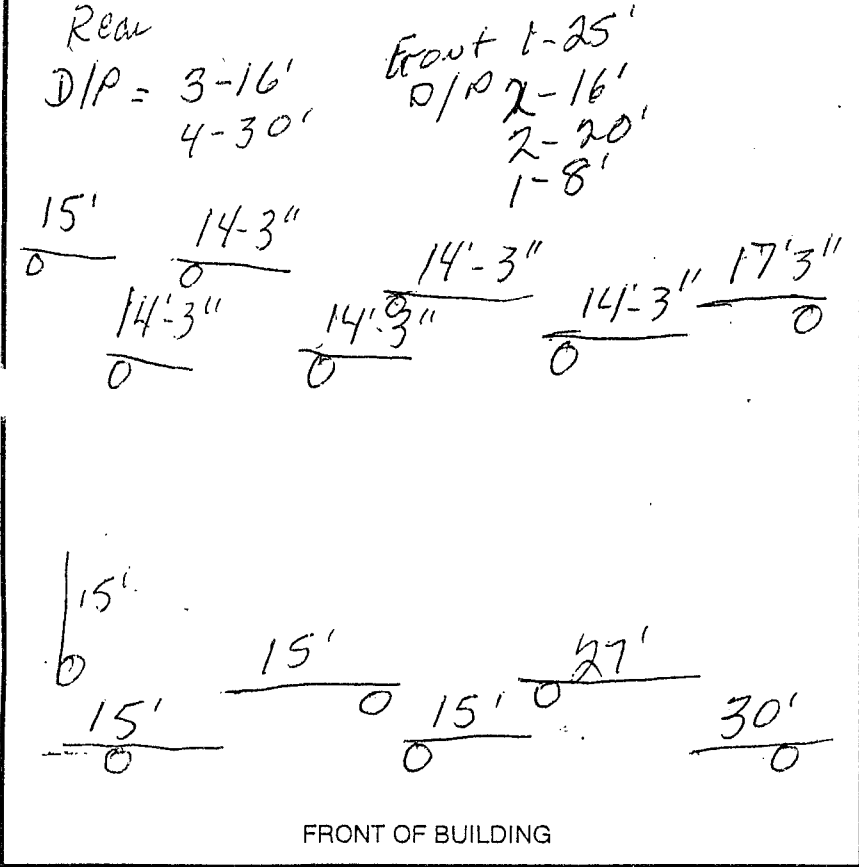 Rear
D/P = 3-16'
4-30'
Front 1-25'
D/P 2-16'
2-20'
1-8'
15' 14-3" 14'-3" 17'3"
14'-3" 14'-3" 14'-3"
15'
15' 27'
15' 15' 30'
FRONT OF BUILDING